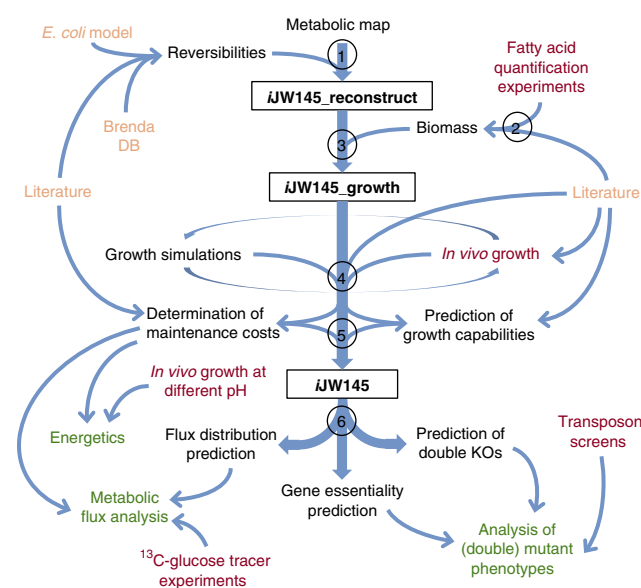 Metabolic map
E. coli model
Reversibilities
1
Fatty acid
quantification
experiments
iJW145_reconstruct
Brenda
DB
3
Biomass
2
Literature
iJW145_growth
Literature
Growth simulations
4
In vivo growth
Determination of
maintenance costs
5
Prediction of
growth capabilities
In vivo growth at
different pH
iJW145
6
Energetics
Flux distribution
prediction
Prediction of
double KOs
Transposon
screens
Gene essentiality
prediction
Metabolic
flux analysis
Analysis of
(double) mutant
phenotypes
13C-glucose tracer
experiments